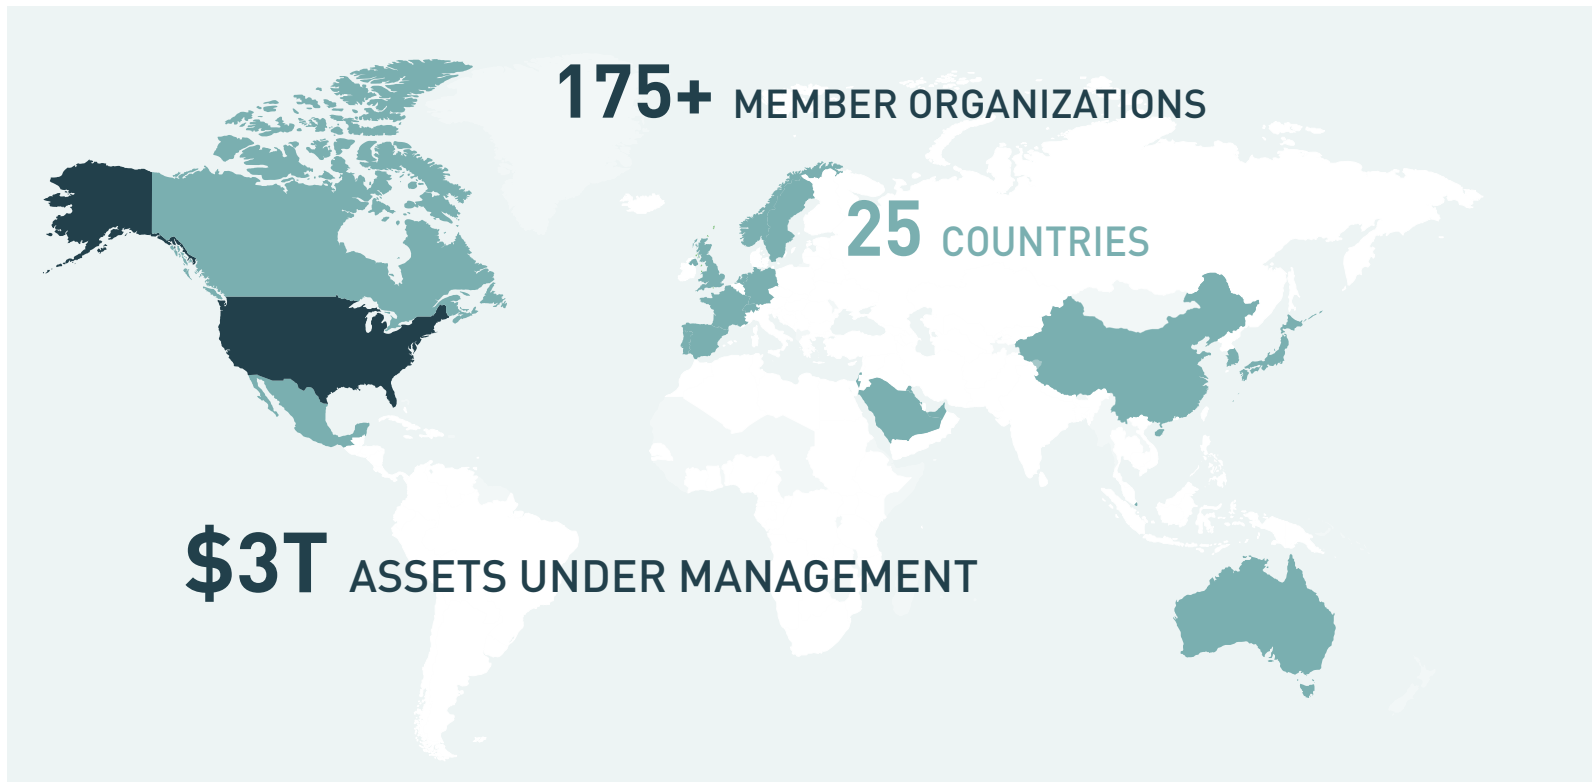 175+ MEMBER ORGANIZATIONS
25 COUNTRIES
$3T ASSETS UNDER MANAGEMENT